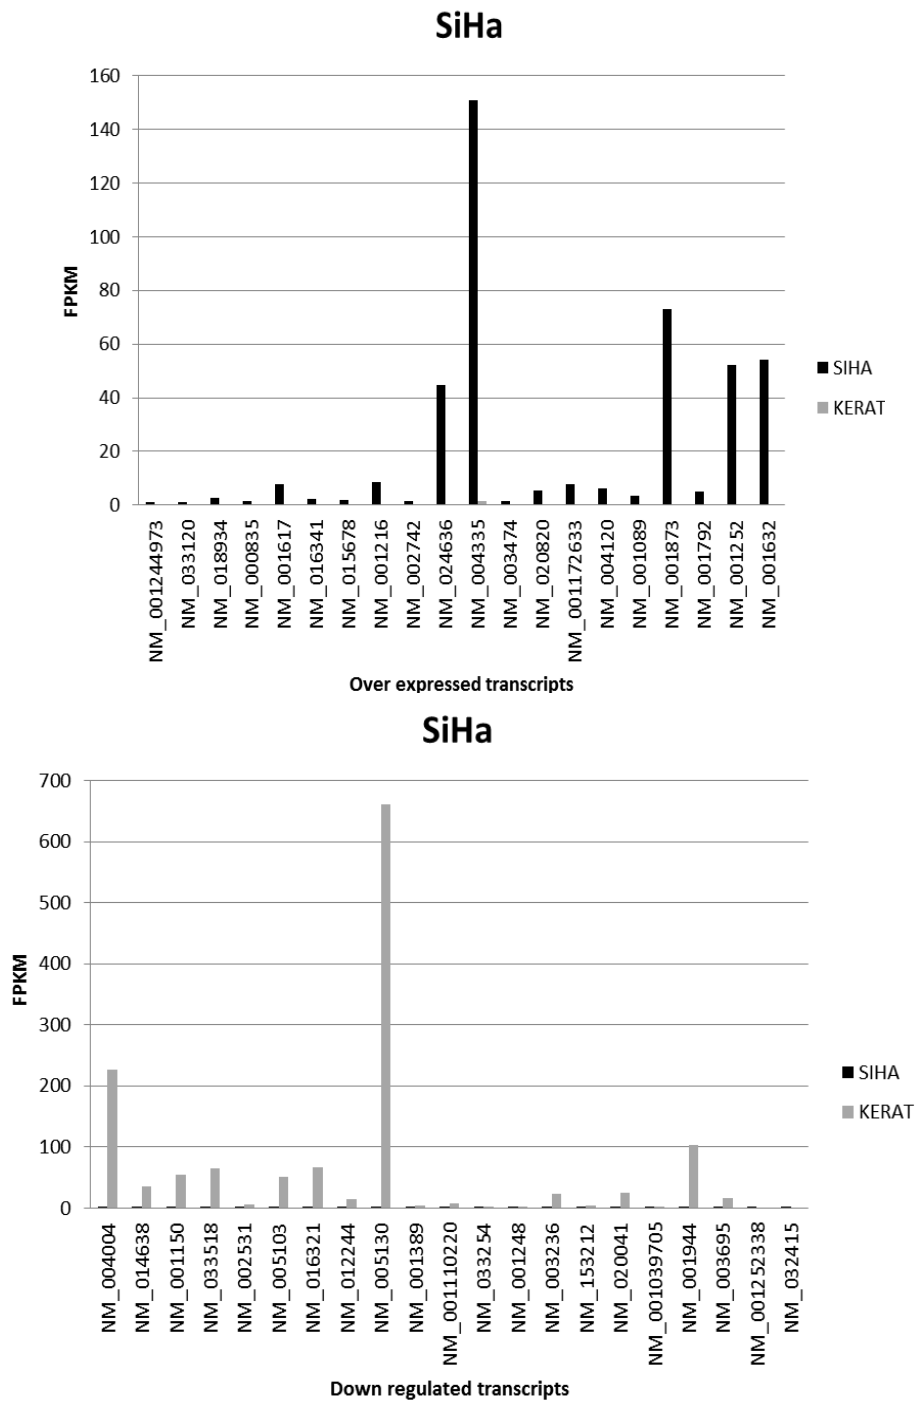 SiHa
160
140
120
100
80
60
40
20
0
FPKM
SIHA
KERAT
NM_001244973
NM_033120
NM_018934
NM_000835
NM_001617
NM_016341
NM_015678
NM_001216
NM_002742
NM_024636
NM_004335
NM_003474
NM_020820
NM_001172633
NM_004120
NM_001089
NM_001873
NM_001792
NM_001252
NM_001632
Over expressed transcripts
SiHa
700
600
500
400
300
200
100
0
FPKM
SIHA
KERAT
NM_004004
NM_014638
NM_001150
NM_033518
NM_002531
NM_005103
NM_016321
NM_012244
NM_005130
NM_001389
NM_001110220
NM_033254
NM_001248
NM_003236
NM_153212
NM_020041
NM_001039705
NM_001944
NM_003695
NM_001252338
NM_032415
Down regulated transcripts